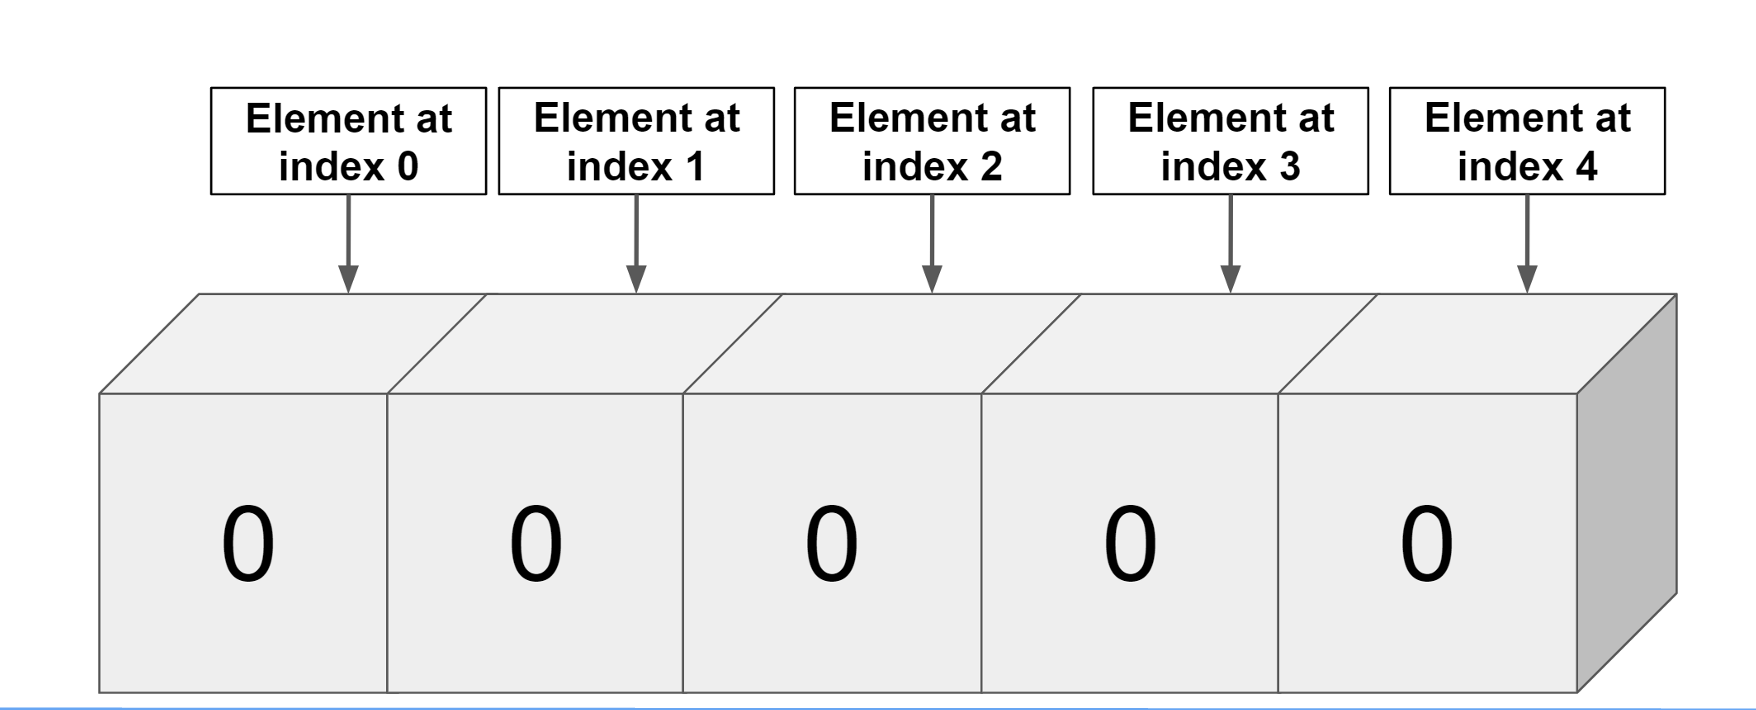 Element at
index 0
Element at
index 1
Element at
index 2
Element at
index 3
Element at
index 4
0 0 0 0 0